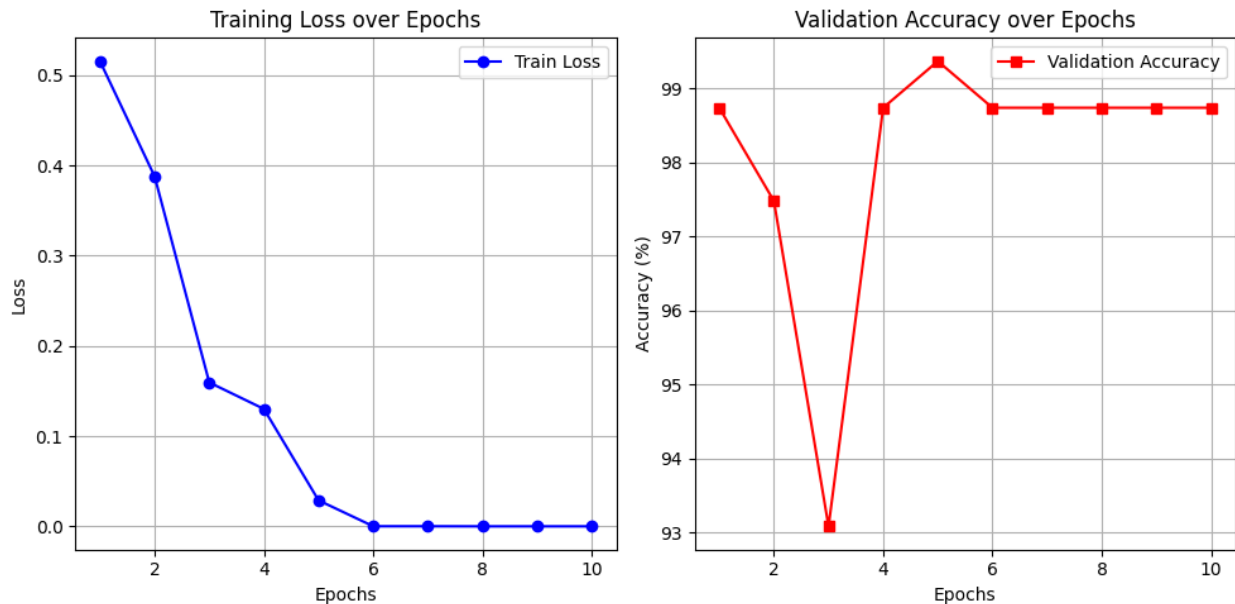 Training Loss over Epochs
Train Loss
0.5
0.4
0.3
0.2
0.1
0.0
Loss
2 4 6 8 10
Epochs
Validation Accuracy over Epochs
Validation Accuracy
99
98
97
96
95
94
93
Accuracy (%)
2 4 6 8 10
Epochs